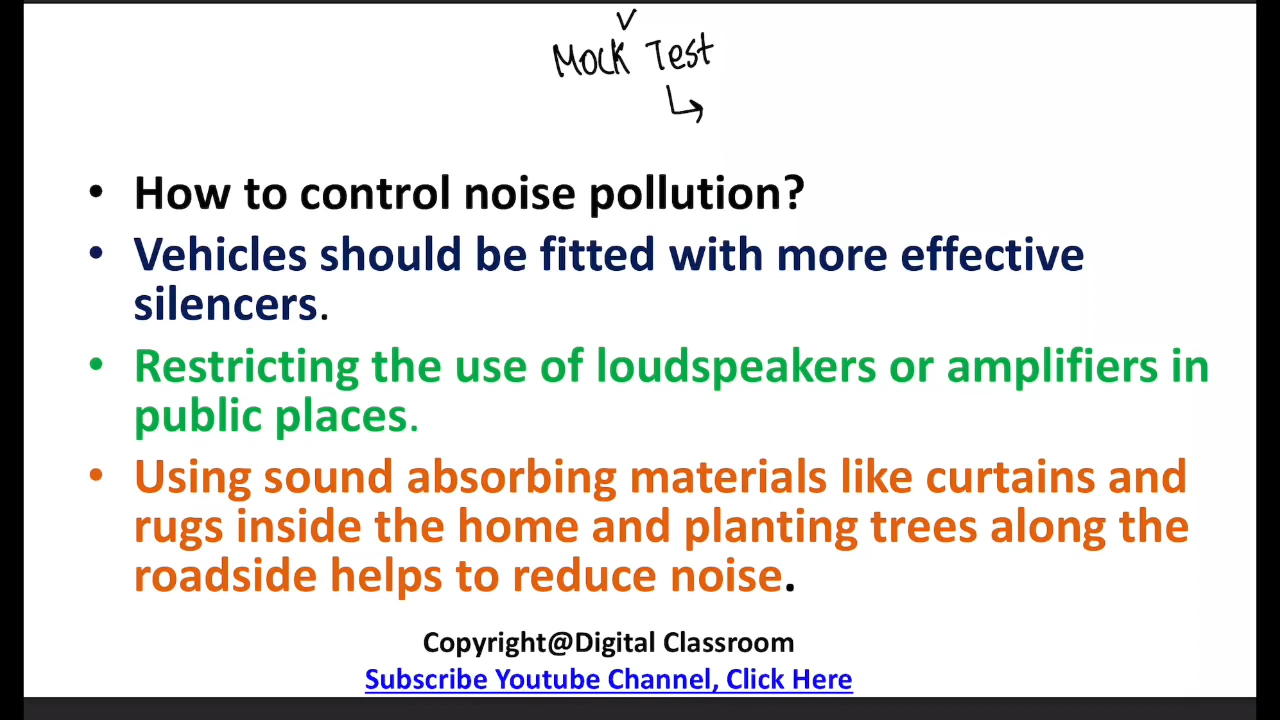 Mock Test
• How to control noise pollution?
• Vehicles should be fitted with more effective
silencers.
• Restricting the use of loudspeakers or amplifiers in
public places.
• Using sound absorbing materials like curtains and
rugs inside the home and planting trees along the
roadside helps to reduce noise.
Copyright@Digital Classroom
Subscribe Youtube Channel, Click Here